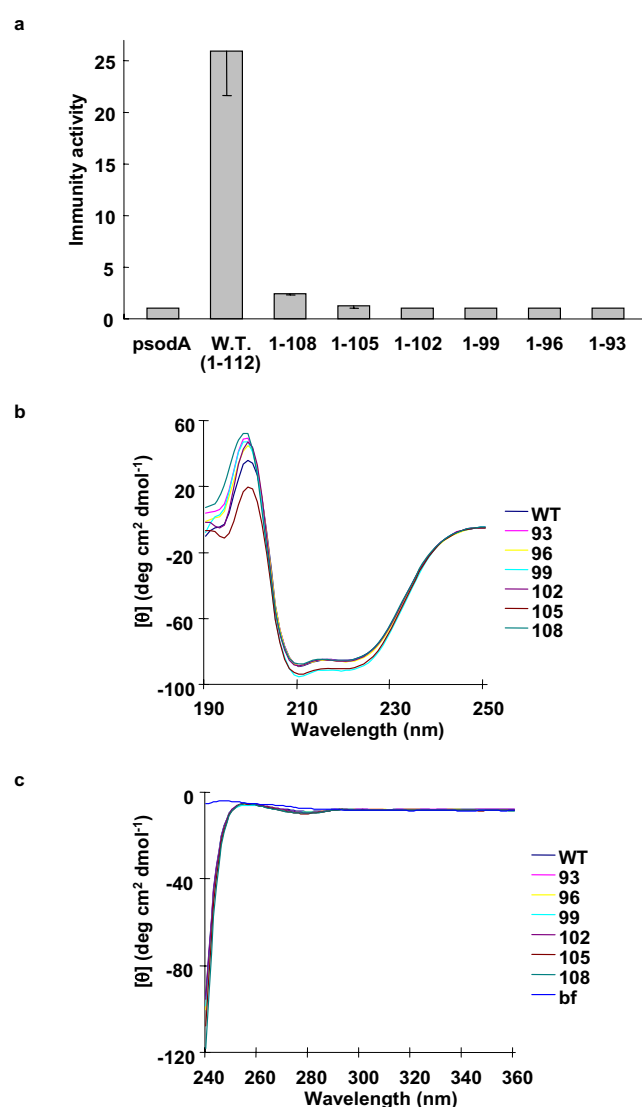 a
Immunity activity
25
20
15
10
5
0
psodA W.T. (1-112) 1-108 1-105 1-102 1-99 1-96 1-93
b
[θ] (deg cm² dmol⁻¹)
60
20
-20
-60
-100
190 210 230 250
Wavelength (nm)
WT
93
96
99
102
105
108
c
[θ] (deg cm² dmol⁻¹)
0
-40
-80
-120
240 260 280 300 320 340 360
Wavelength (nm)
WT
93
96
99
102
105
108
bf